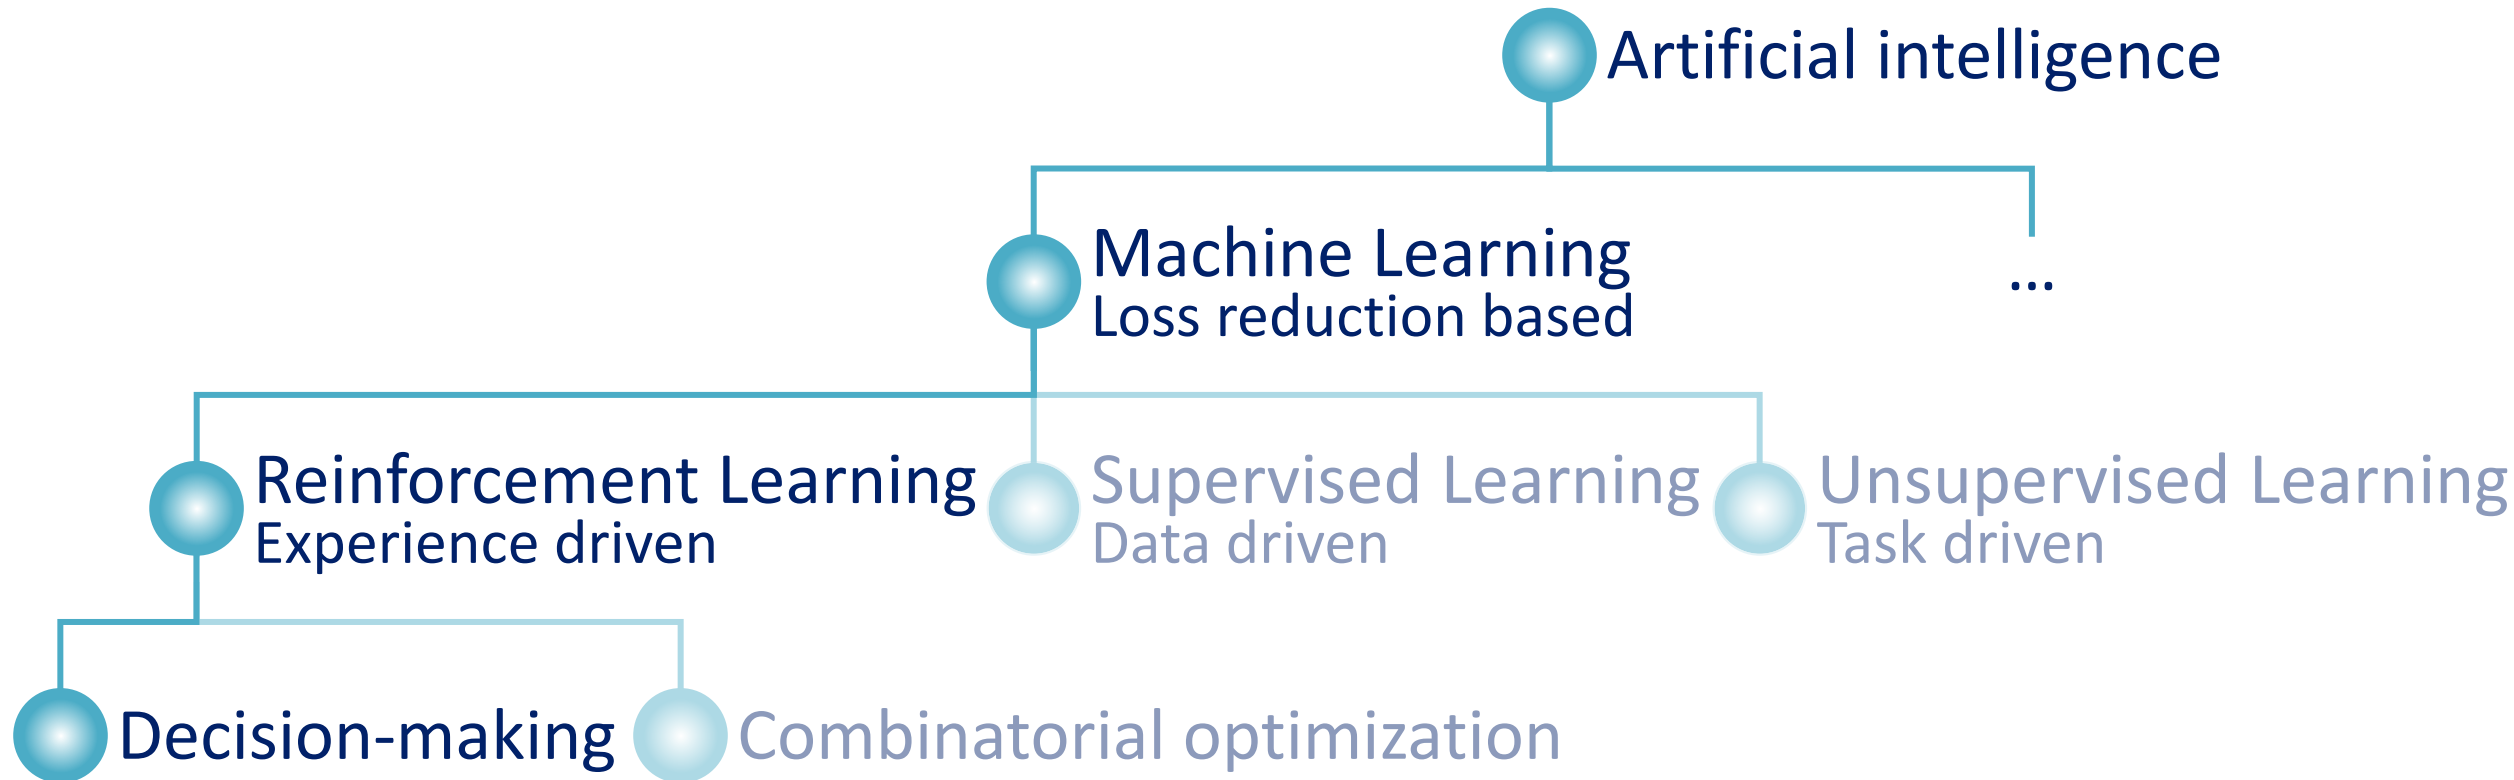 Artificial intelligence
Machine Learning
Loss reduction based
...
Reinforcement Learning
Experience driven
Supervised Learning
Data driven
Unsupervised Learning
Task driven
Decision-making
Combinatorial optimization